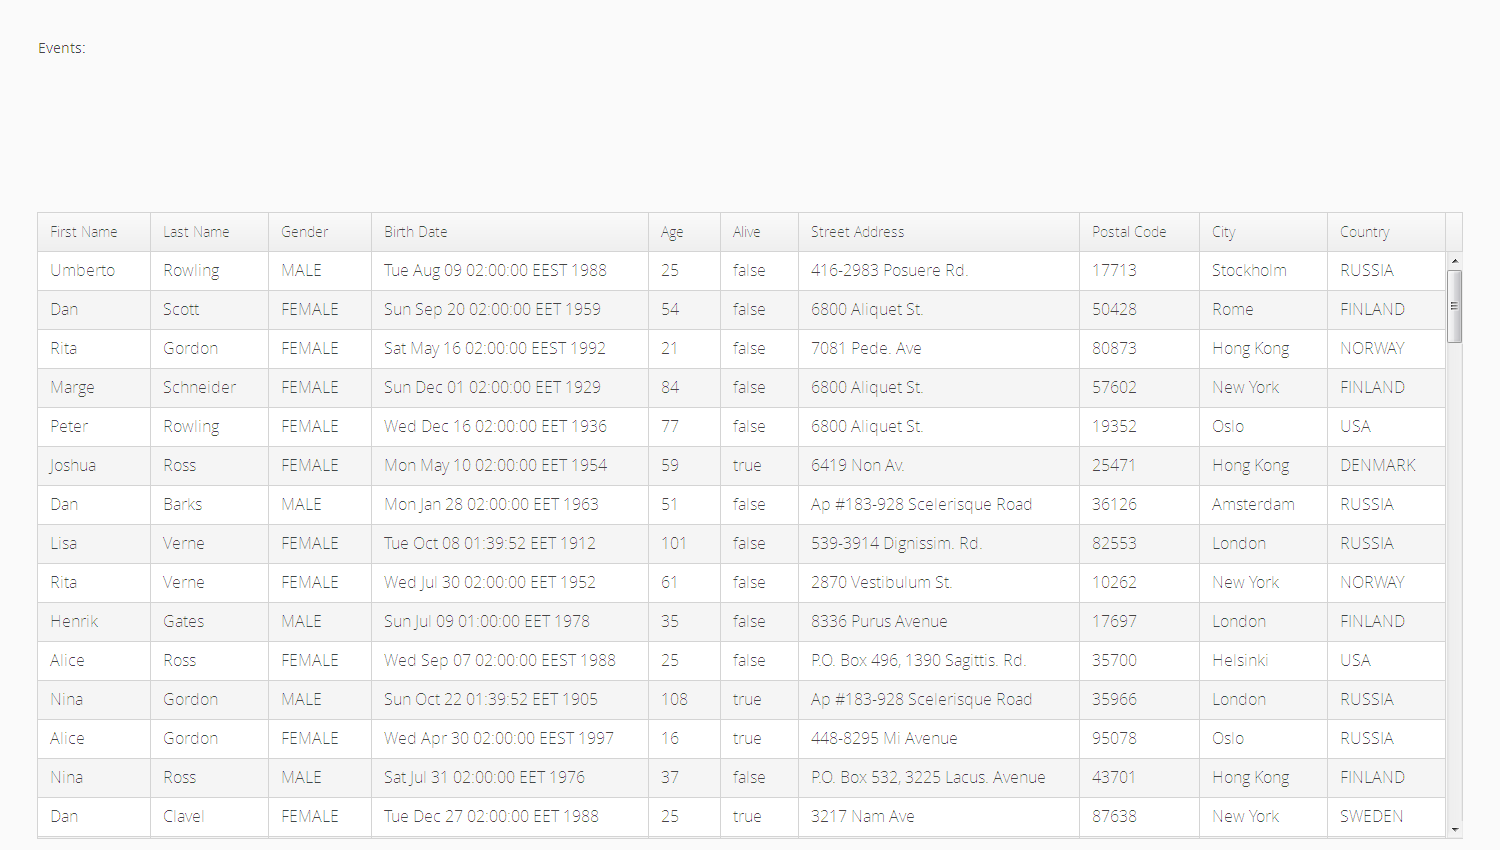 Events:
First Name Last Name Gender Birth Date Age Alive Street Address Postal Code City Country
Umberto Rowling MALE Tue Aug 09 02:00:00 EEST 1988 25 false 416-2983 Posuere Rd. 17713 Stockholm RUSSIA
Dan Scott FEMALE Sun Sep 20 02:00:00 EET 1959 54 false 6800 Aliquet St. 50428 Rome FINLAND
Rita Gordon FEMALE Sat May 16 02:00:00 EEST 1992 21 false 7081 Pede. Ave 80873 Hong Kong NORWAY
Marge Schneider FEMALE Sun Dec 01 02:00:00 EET 1929 84 false 6800 Aliquet St. 57602 New York FINLAND
Peter Rowling FEMALE Wed Dec 16 02:00:00 EET 1936 77 false 6800 Aliquet St. 19352 Oslo USA
Joshua Ross FEMALE Mon May 10 02:00:00 EET 1954 59 true 6419 Non Av. 25471 Hong Kong DENMARK
Dan Barks MALE Mon Jan 28 02:00:00 EET 1963 51 false Ap #183-928 Scelerisque Road 36126 Amsterdam RUSSIA
Lisa Verne FEMALE Tue Oct 08 01:39:52 EET 1912 101 false 539-3914 Dignissim. Rd. 82553 London RUSSIA
Rita Verne FEMALE Wed Jul 30 02:00:00 EET 1952 61 false 2870 Vestibulum St. 10262 New York NORWAY
Henrik Gates MALE Sun Jul 09 01:00:00 EET 1978 35 false 8336 Purus Avenue 17697 London FINLAND
Alice Ross FEMALE Wed Sep 07 02:00:00 EEST 1988 25 false P.O. Box 496, 1390 Sagittis. Rd. 35700 Helsinki USA
Nina Gordon MALE Sun Oct 22 01:39:52 EET 1905 108 true Ap #183-928 Scelerisque Road 35966 London RUSSIA
Alice Gordon FEMALE Wed Apr 30 02:00:00 EEST 1997 16 true 448-8295 Mi Avenue 95078 Oslo RUSSIA
Nina Ross MALE Sat Jul 31 02:00:00 EET 1976 37 false P.O. Box 532, 3225 Lacus. Avenue 43701 Hong Kong FINLAND
Dan Clavel FEMALE Tue Dec 27 02:00:00 EET 1988 25 true 3217 Nam Ave 87638 New York SWEDEN